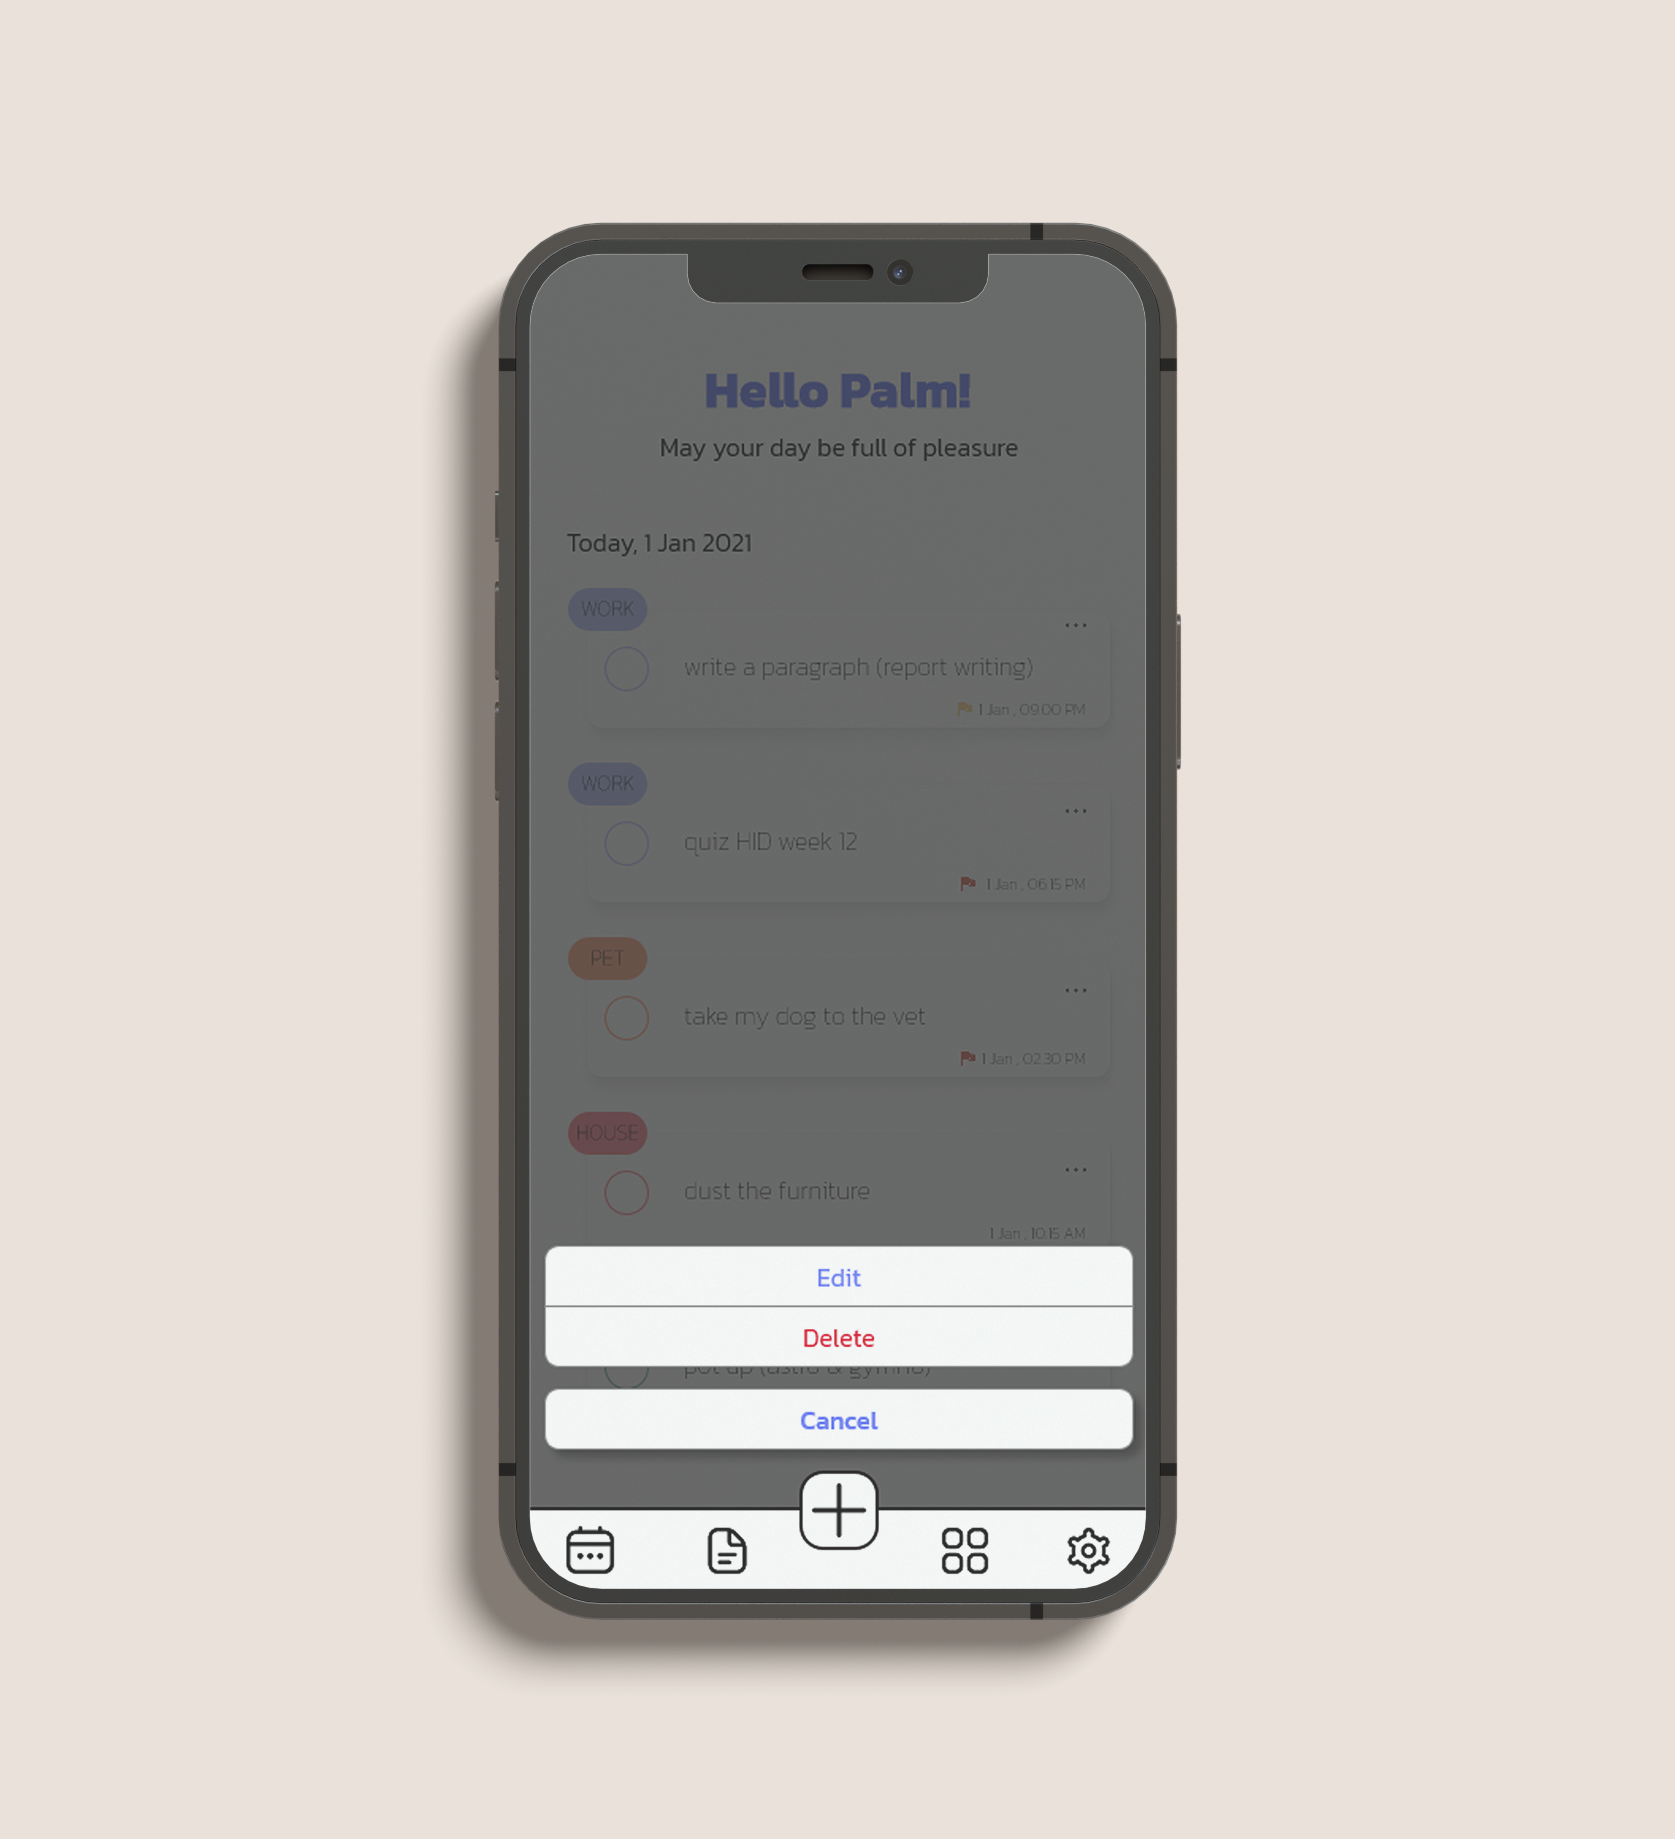 Hello Palm!
May your day be full of pleasure
Today, 1 Jan 2021
WORK
write a paragraph (report writing)
1 Jan , 09.00 PM
WORK
quiz HID week 12
1 Jan , 06.15 PM
PET
take my dog to the vet
1 Jan , 02.30 PM
HOUSE
dust the furniture
1 Jan , 10.15 AM
Edit
Delete
Cancel